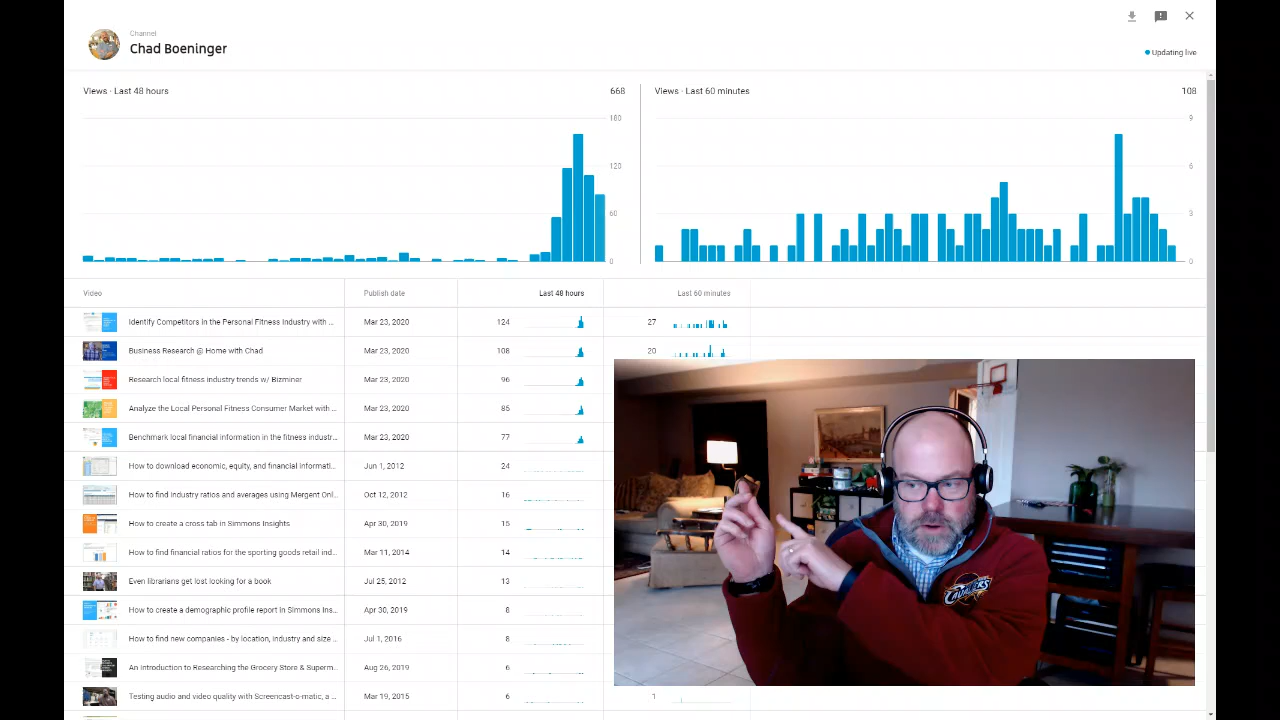 Channel
Chad Boeninger
Updating live
Views · Last 48 hours 668
180
120
60
0
Views · Last 60 minutes 108
9
6
3
0
Video Publish date Last 48 hours Last 60 minutes
Identify Competitors in the Personal Fitness Industry with ... Mar 23, 2020 124 27
Business Research @ Home with Chad Mar 23, 2020 108 20
Research local fitness industry trends w/ Bizminer Mar 23, 2020 96
Analyze the Local Personal Fitness Consumer Market with ... Mar 23, 2020 85
Benchmark local financial information in the fitness industr... Mar 23, 2020 77
How to download economic, equity, and financial informati... Jun 1, 2012 24
How to find industry ratios and averages using Mergent Onl... Oct 12, 2012 16
How to create a cross tab in Simmons Insights Apr 30, 2019 15
How to find financial ratios for the sporting goods retail ind... Mar 11, 2014 14
Even librarians get lost looking for a book Jul 25, 2012 13
How to create a demographic profile report in Simmons Ins... Apr 30, 2019 8
How to find new companies - by location, industry and size ... Jul 1, 2016 8
An Introduction to Researching the Grocery Store & Superm... Aug 26, 2019 6
Testing audio and video quality with Screencast-o-matic, a ... Mar 19, 2015 6 1
CAVALIERS